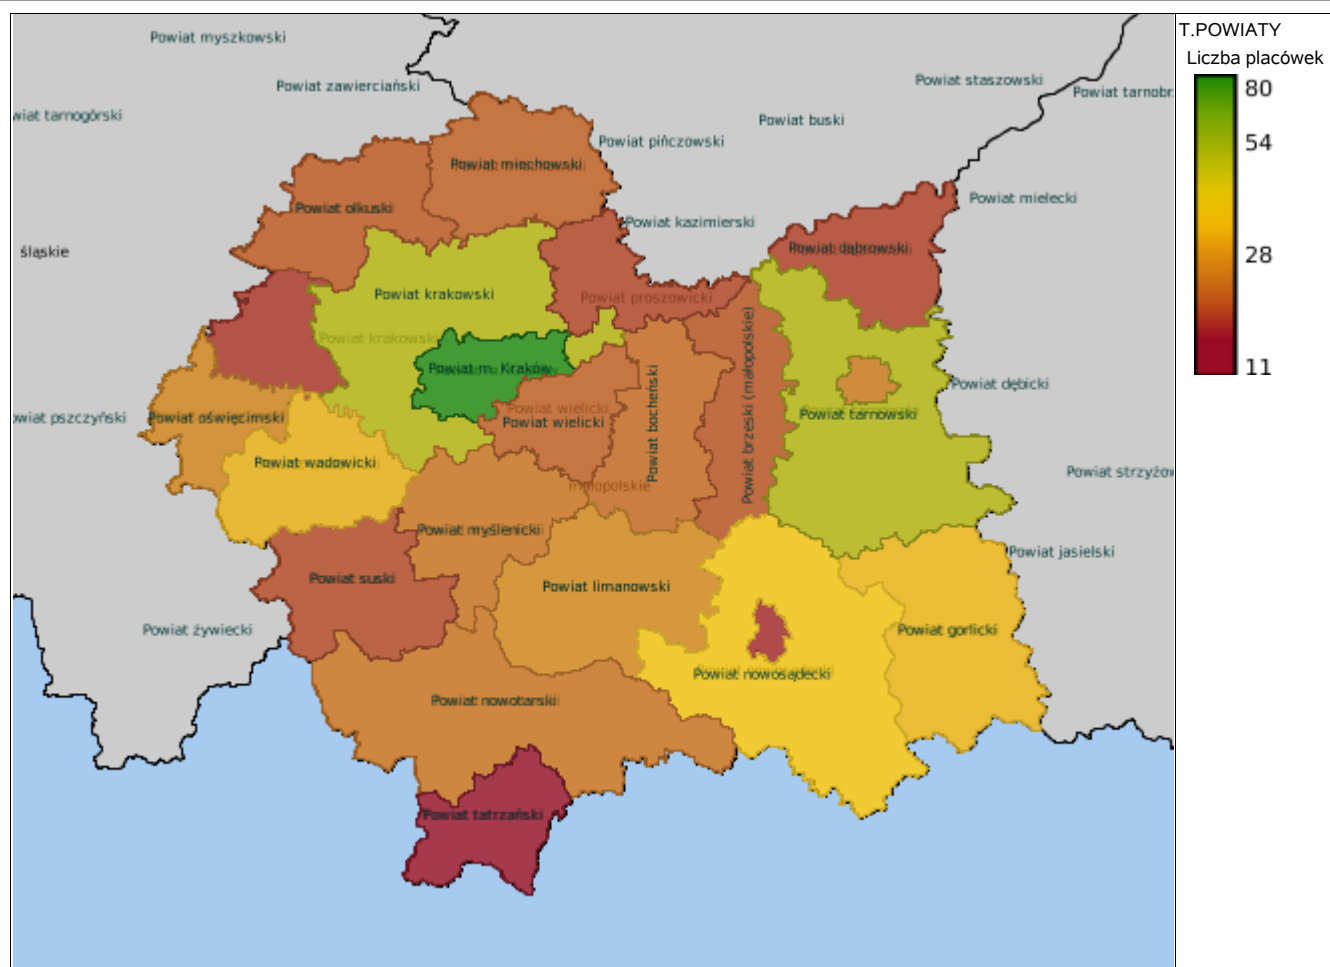 T.POWIATY
Powiat myszkowski
Liczba placówek
Powiat zawierciański
Powiat staszowski
80
Powiat tarnobr
wiat tarnogórski
Powiat buski
Powiat pińczowski
54
Powiat miechowski
Powiat mielecki
Powiat olkuski
Powiat kazimierski
śląskie
Powiat dąbrowski
28
Powiat krakowski
Powiat proszowicki
Powiat krakowski
Powiat brzeski (małopolskie)
Powiat m. Kraków
11
Powiat dębicki
Powiat wielicki
owiat pszczyński
Powiat oświęcimski
Powiat tarnowski
Powiat wielicki
Powiat bocheński
Powiat wadowicki
Powiat strzyżow
małopolskie
Powiat myślenicki
Powiat jasielski
Powiat suski
Powiat limanowski
Powiat żywiecki
Powiat gorlicki
Powiat nowosądecki
Powiat nowotarski
Powiat tatrzański